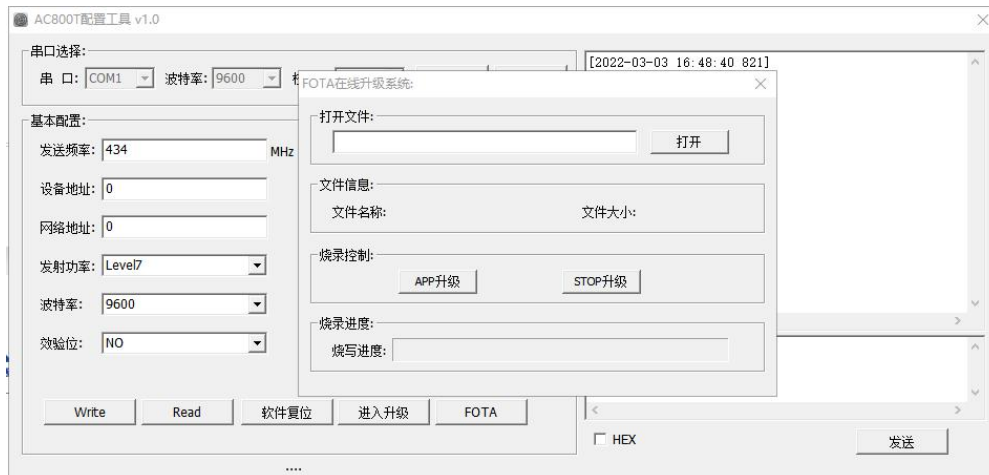 AC800T配置工具 v1.0
串口选择:
串 口: COM1 波特率: 9600
[2022-03-03 16:48:40 821]
FOTA在线升级系统:
打开文件:
打开
文件信息:
文件名称: 文件大小:
烧录控制:
APP升级 STOP升级
烧录进度:
烧写进度:
基本配置:
发送频率: 434 MHz
设备地址: 0
网络地址: 0
发射功率: Level7
波特率: 9600
效验位: NO
Write Read 软件复位 进入升级 FOTA
HEX 发送
....